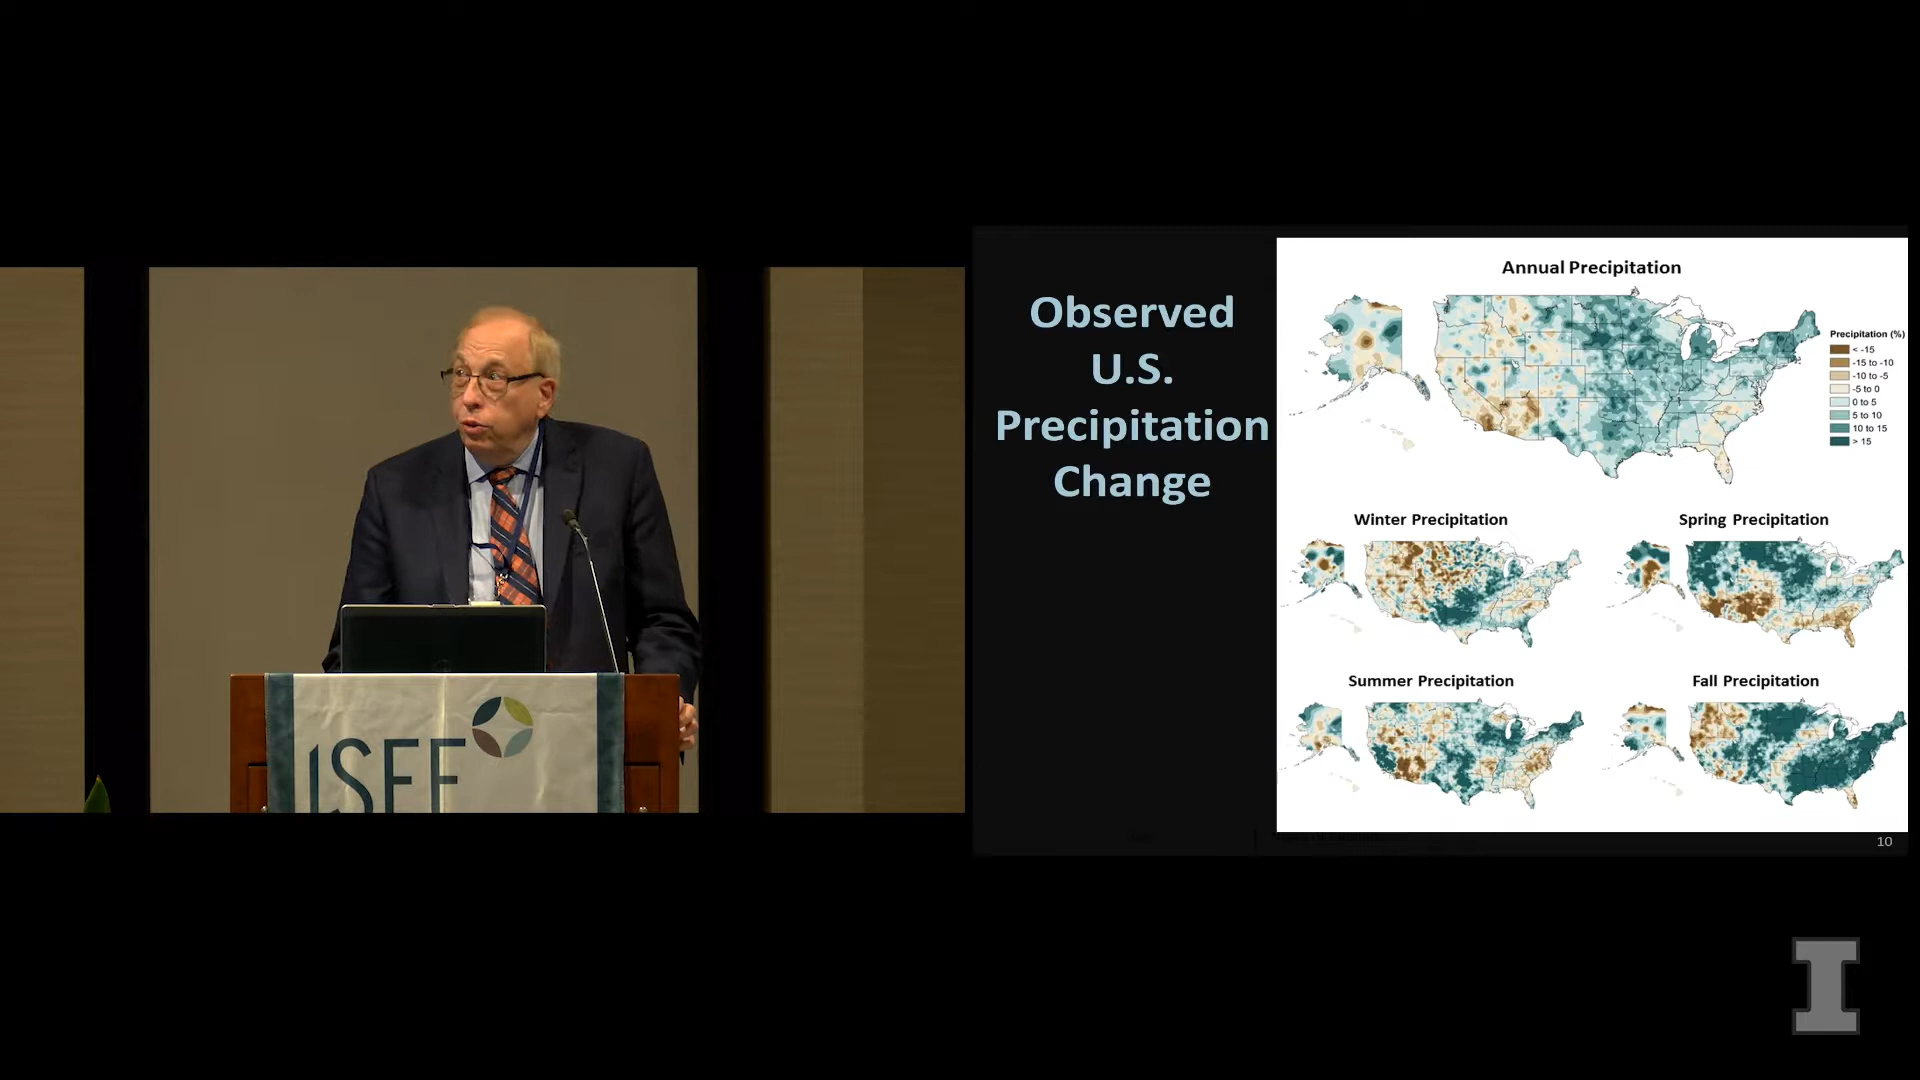 ISEE
Observed
U.S.
Precipitation
Change
Annual Precipitation
Precipitation (%)
< -15
-15 to -10
-10 to -5
-5 to 0
0 to 5
5 to 10
10 to 15
> 15
Winter Precipitation
Spring Precipitation
Summer Precipitation
Fall Precipitation
10
I